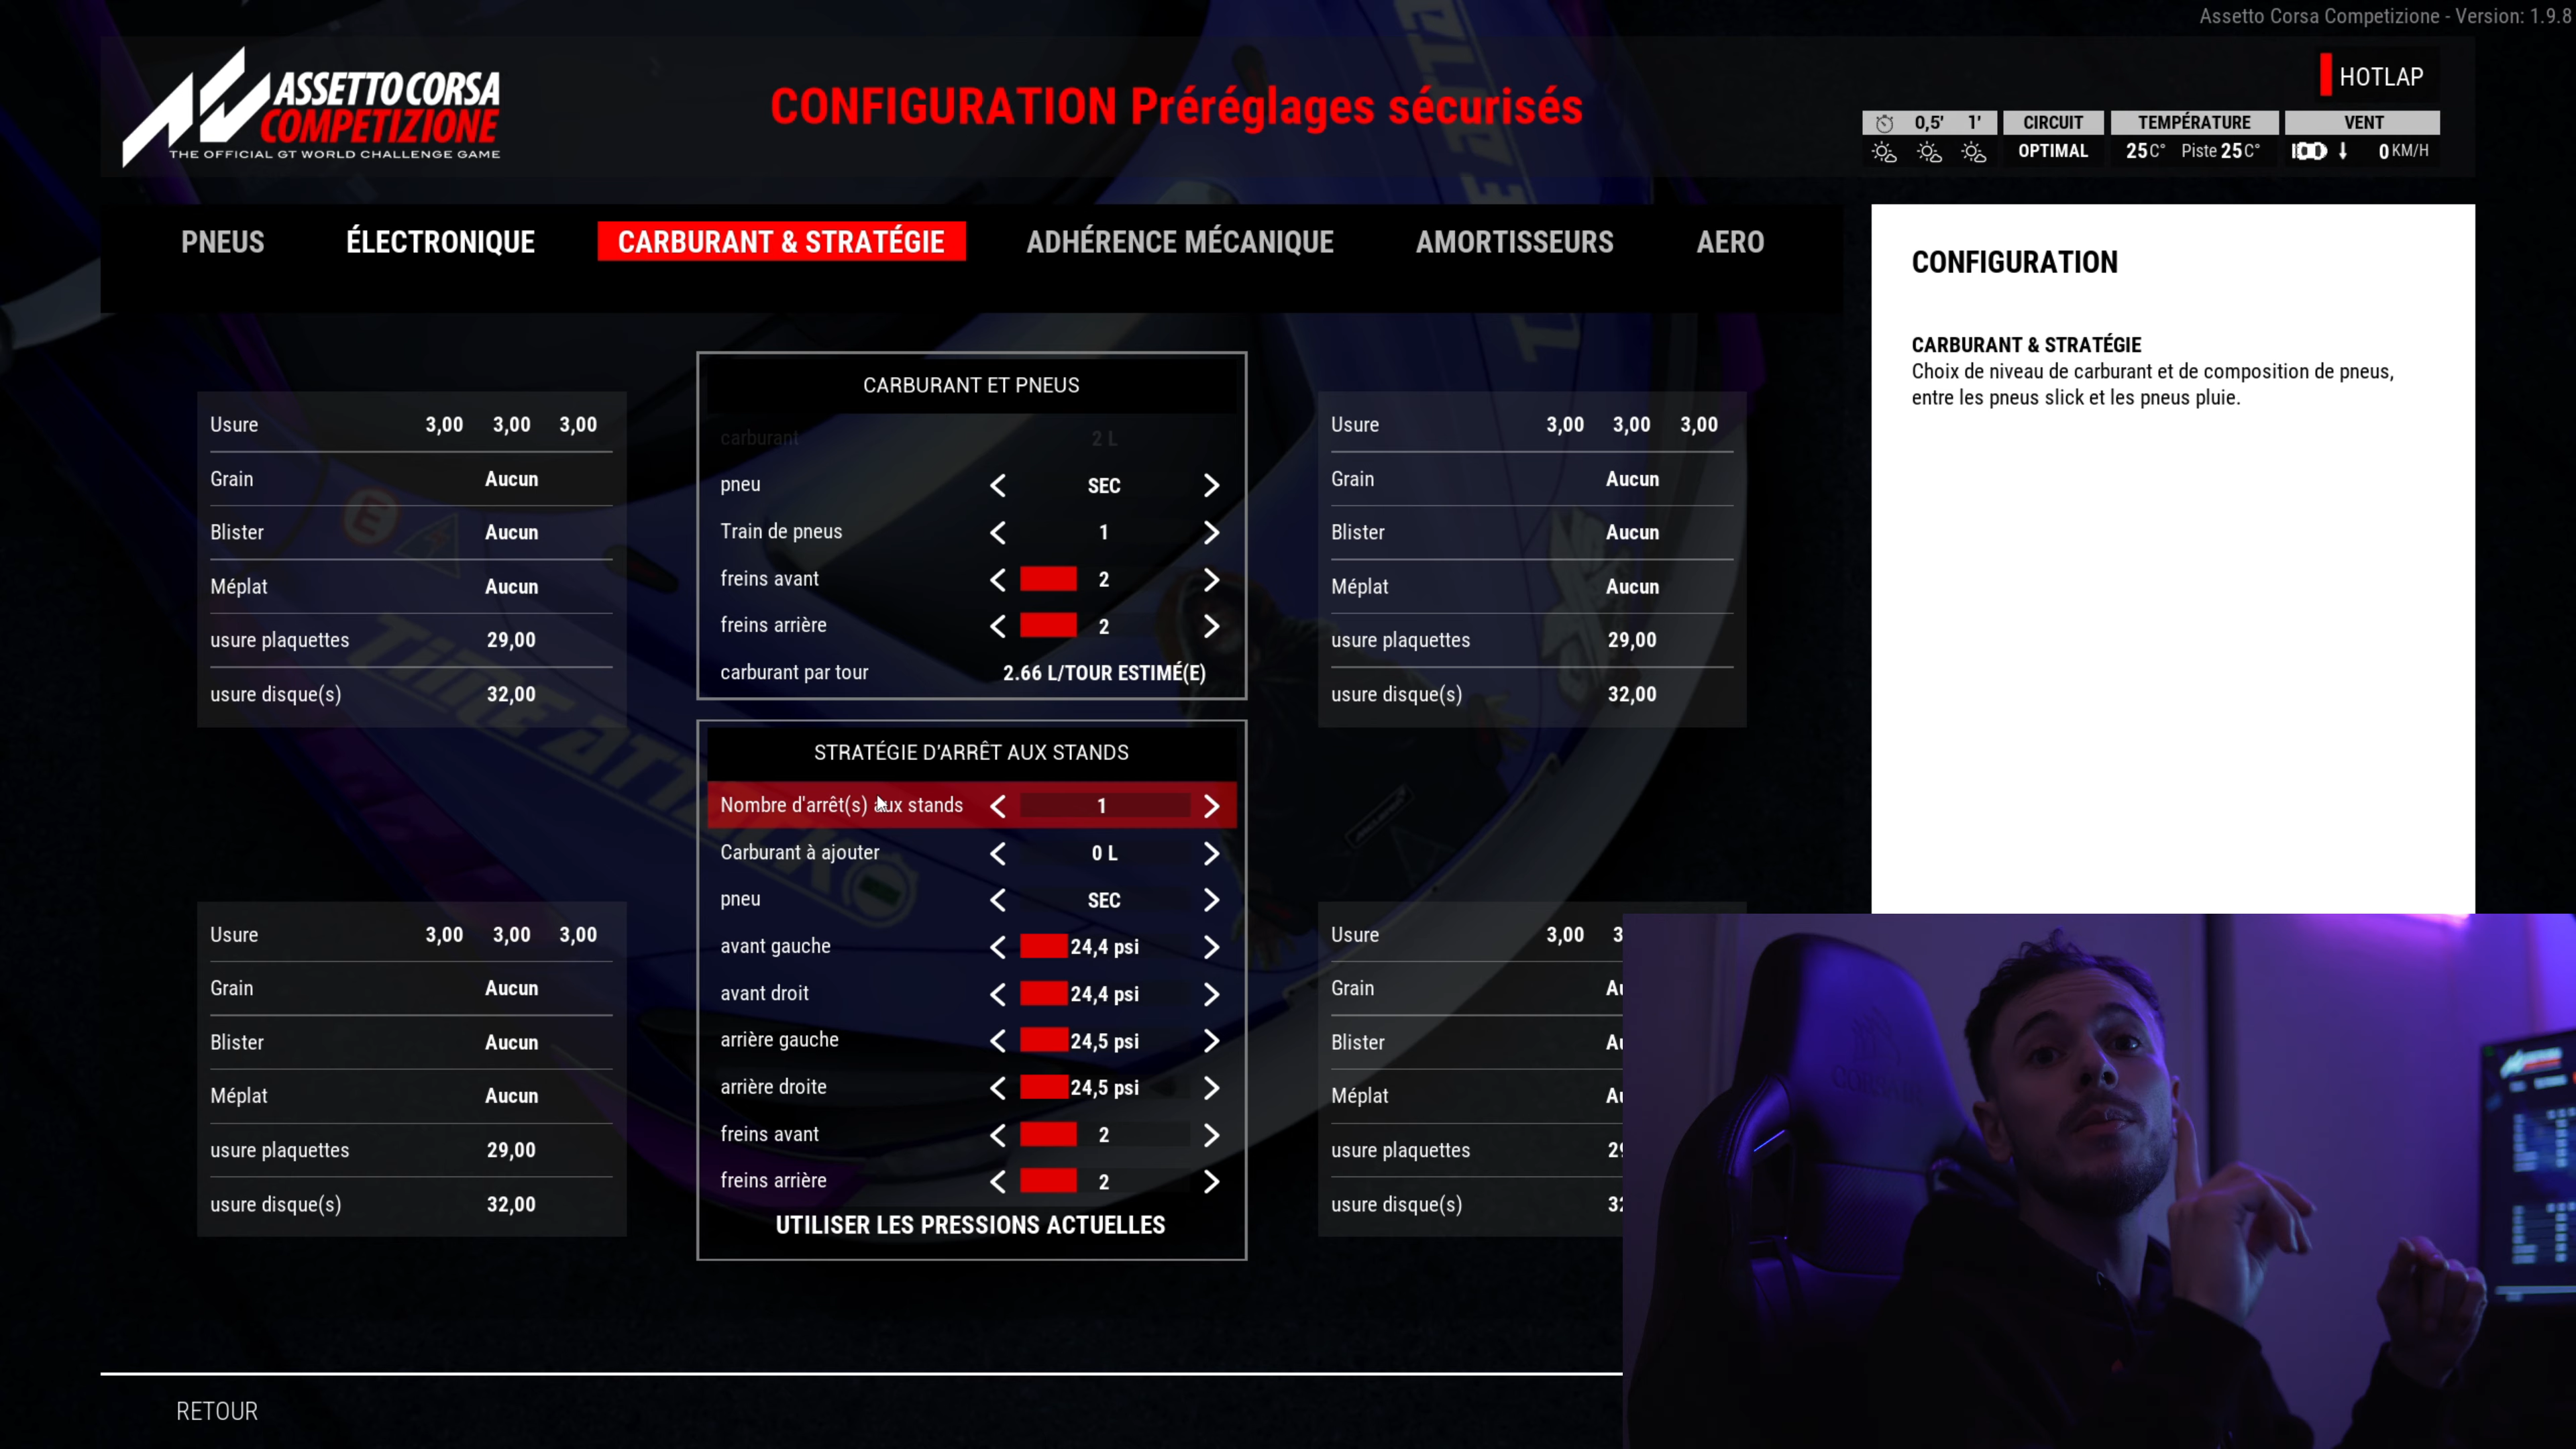 Assetto Corsa Competizione - Version: 1.9.8
ASSETTO CORSA
COMPETIZIONE
THE OFFICIAL GT WORLD CHALLENGE GAME
CONFIGURATION Préréglages sécurisés
HOTLAP
0,5' 1' CIRCUIT TEMPÉRATURE VENT
OPTIMAL 25 C° Piste 25 C° 0 KM/H
PNEUS ÉLECTRONIQUE CARBURANT & STRATÉGIE ADHÉRENCE MÉCANIQUE AMORTISSEURS AERO
Usure 3,00 3,00 3,00
Grain Aucun
Blister Aucun
Méplat Aucun
usure plaquettes 29,00
usure disque(s) 32,00
CARBURANT ET PNEUS
carburant 2 L
pneu SEC
Train de pneus 1
freins avant 2
freins arrière 2
carburant par tour 2.66 L/TOUR ESTIMÉ(E)
Usure 3,00 3,00 3,00
Grain Aucun
Blister Aucun
Méplat Aucun
usure plaquettes 29,00
usure disque(s) 32,00
CONFIGURATION
CARBURANT & STRATÉGIE
Choix de niveau de carburant et de composition de pneus,
entre les pneus slick et les pneus pluie.
Usure 3,00 3,00 3,00
Grain Aucun
Blister Aucun
Méplat Aucun
usure plaquettes 29,00
usure disque(s) 32,00
STRATÉGIE D'ARRÊT AUX STANDS
Nombre d'arrêt(s) aux stands 1
Carburant à ajouter 0 L
pneu SEC
avant gauche 24,4 psi
avant droit 24,4 psi
arrière gauche 24,5 psi
arrière droite 24,5 psi
freins avant 2
freins arrière 2
UTILISER LES PRESSIONS ACTUELLES
Usure 3,00
Grain
Blister
Méplat
usure plaquettes
usure disque(s)
RETOUR
TIME ATTACK